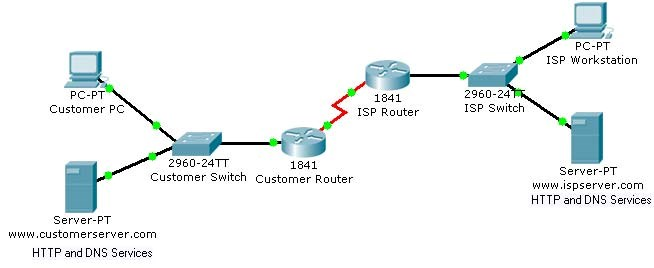 PC-PT
Customer PC
Server-PT
www.customerserver.com
HTTP and DNS Services
2960-24TT
Customer Switch
1841
Customer Router
1841
ISP Router
2960-24TT
ISP Switch
PC-PT
ISP Workstation
Server-PT
www.ispserver.com
HTTP and DNS Services